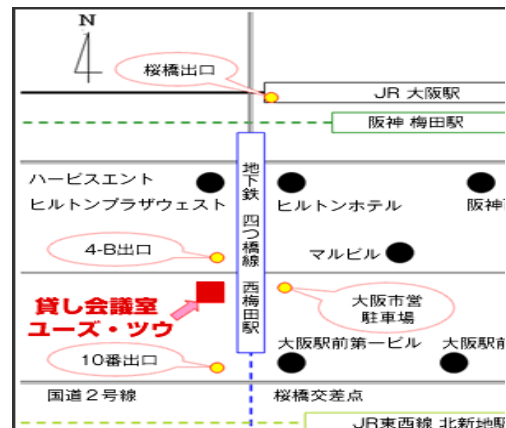 N
桜橋出口
JR 大阪駅
阪神 梅田駅
ハービスエント
ヒルトンプラザウェスト
地下鉄 四つ橋線 西梅田駅
ヒルトンホテル
阪神
4-B出口
マルビル
貸し会議室
ユーズ・ツウ
大阪市営
駐車場
10番出口
大阪駅前第一ビル
大阪駅前
国道2号線
桜橋交差点
JR東西線 北新地駅